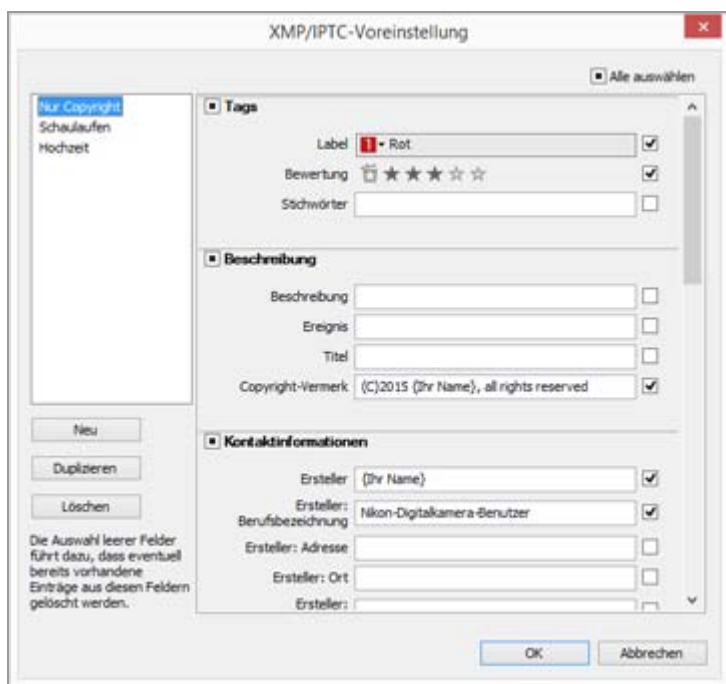 XMP/IPTC-Voreinstellung
Alle auswählen
Nur Copyright
Schaulaufen
Hochzeit
Tags
Label 1 Rot
Bewertung
Stichwörter
Beschreibung
Beschreibung
Ereignis
Titel
Copyright-Vermerk (C)2015 {Ihr Name}, all rights reserved
Neu
Duplizieren
Löschen
Die Auswahl leerer Felder
führt dazu, dass eventuell
bereits vorhandene
Einträge aus diesen Feldern
gelöscht werden.
Kontaktinformationen
Ersteller {Ihr Name}
Ersteller:
Berufsbezeichnung Nikon-Digitalkamera-Benutzer
Ersteller: Adresse
Ersteller: Ort
Ersteller:
OK
Abbrechen